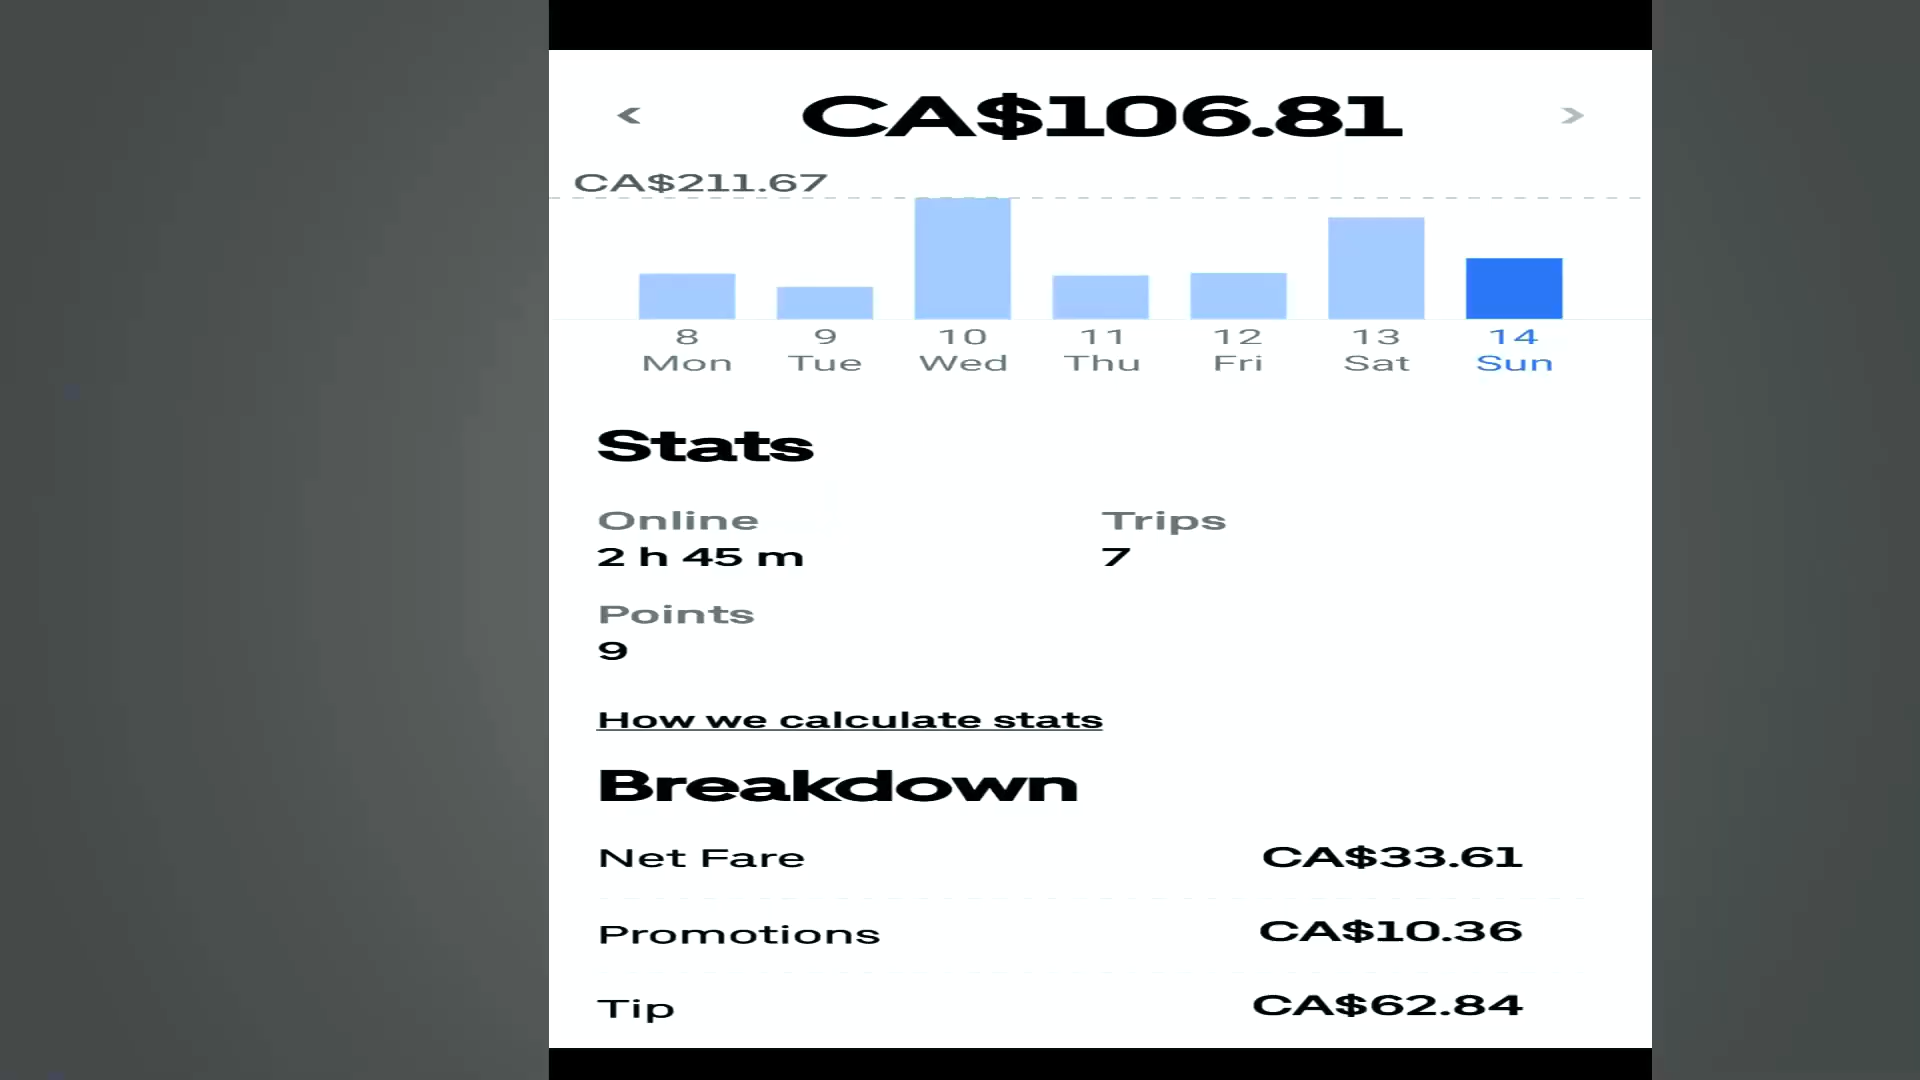 CA$106.81
CA$211.67
8 9 10 11 12 13 14
Mon Tue Wed Thu Fri Sat Sun
Stats
Online Trips
2 h 45 m 7
Points
9
How we calculate stats
Breakdown
Net Fare CA$33.61
Promotions CA$10.36
Tip CA$62.84